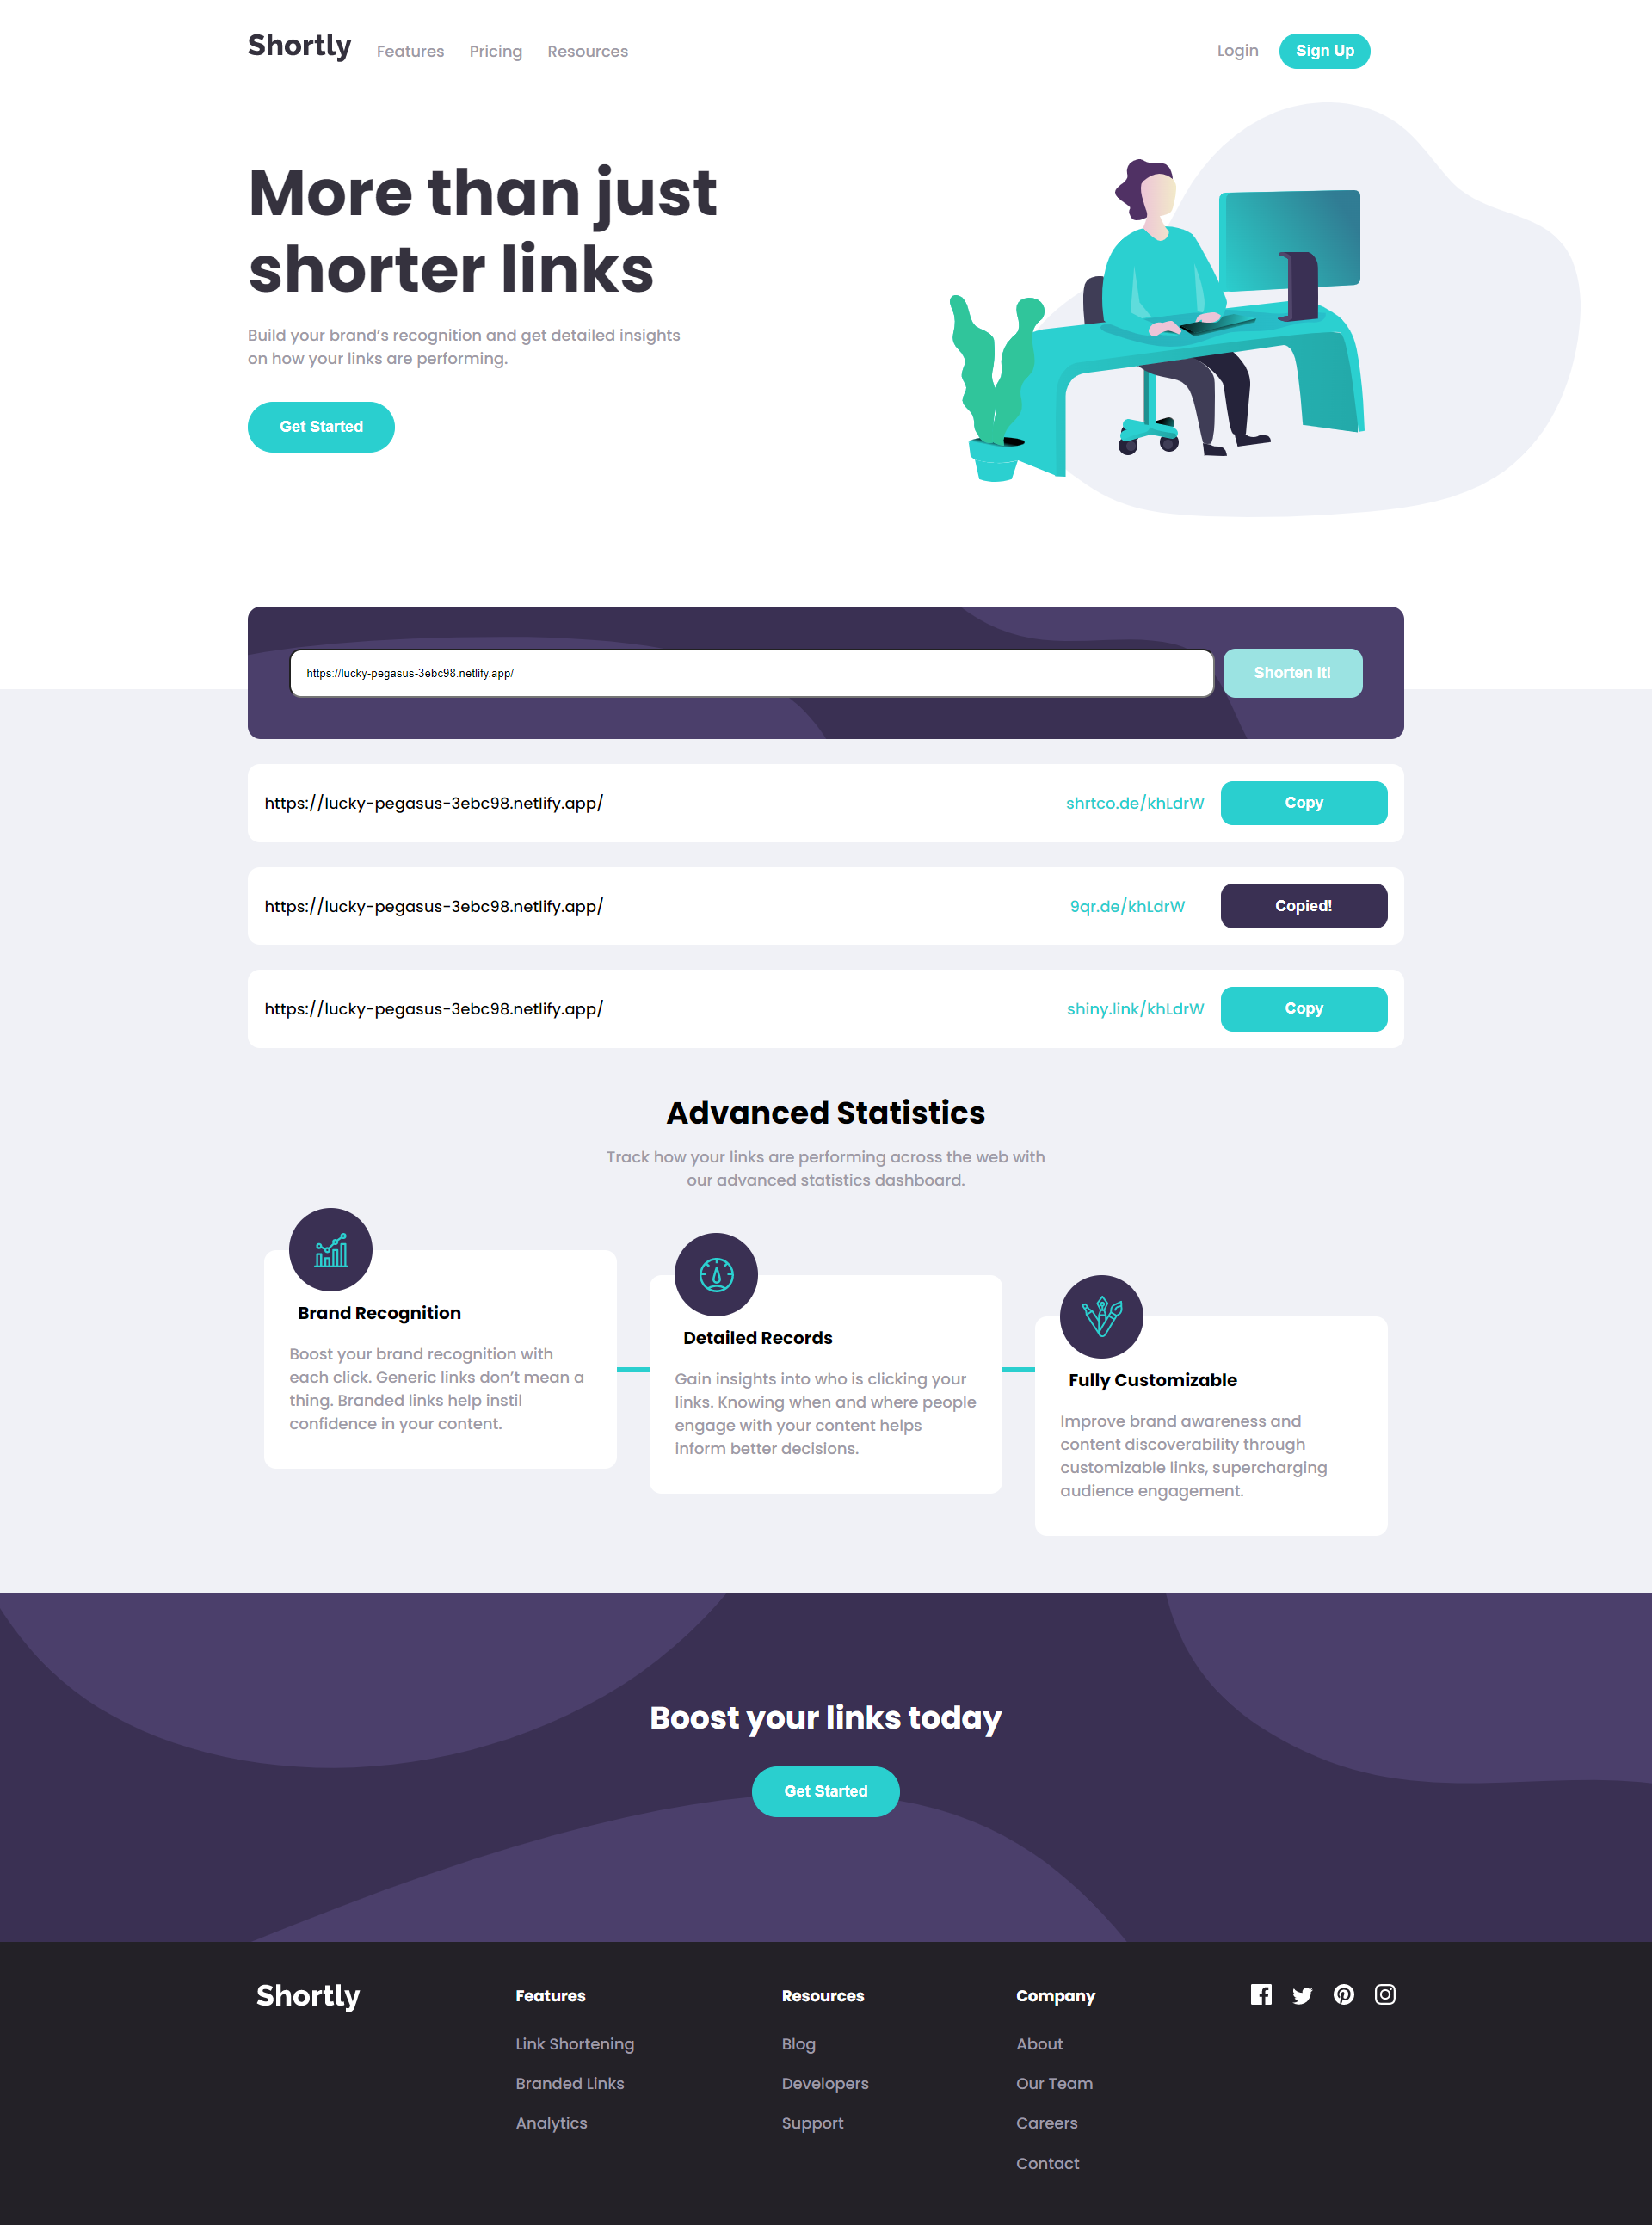 Shortly Features Pricing Resources Login Sign Up
More than just
shorter links
Build your brand’s recognition and get detailed insights
on how your links are performing.
Get Started
https://lucky-pegasus-3ebc98.netlify.app/ Shorten It!
https://lucky-pegasus-3ebc98.netlify.app/ shrtco.de/khLdrW Copy
https://lucky-pegasus-3ebc98.netlify.app/ 9qr.de/khLdrW Copied!
https://lucky-pegasus-3ebc98.netlify.app/ shiny.link/khLdrW Copy
Advanced Statistics
Track how your links are performing across the web with
our advanced statistics dashboard.
Brand Recognition
Boost your brand recognition with
each click. Generic links don’t mean a
thing. Branded links help instil
confidence in your content.
Detailed Records
Gain insights into who is clicking your
links. Knowing when and where people
engage with your content helps
inform better decisions.
Fully Customizable
Improve brand awareness and
content discoverability through
customizable links, supercharging
audience engagement.
Boost your links today
Get Started
Shortly
Features
Link Shortening
Branded Links
Analytics
Resources
Blog
Developers
Support
Company
About
Our Team
Careers
Contact